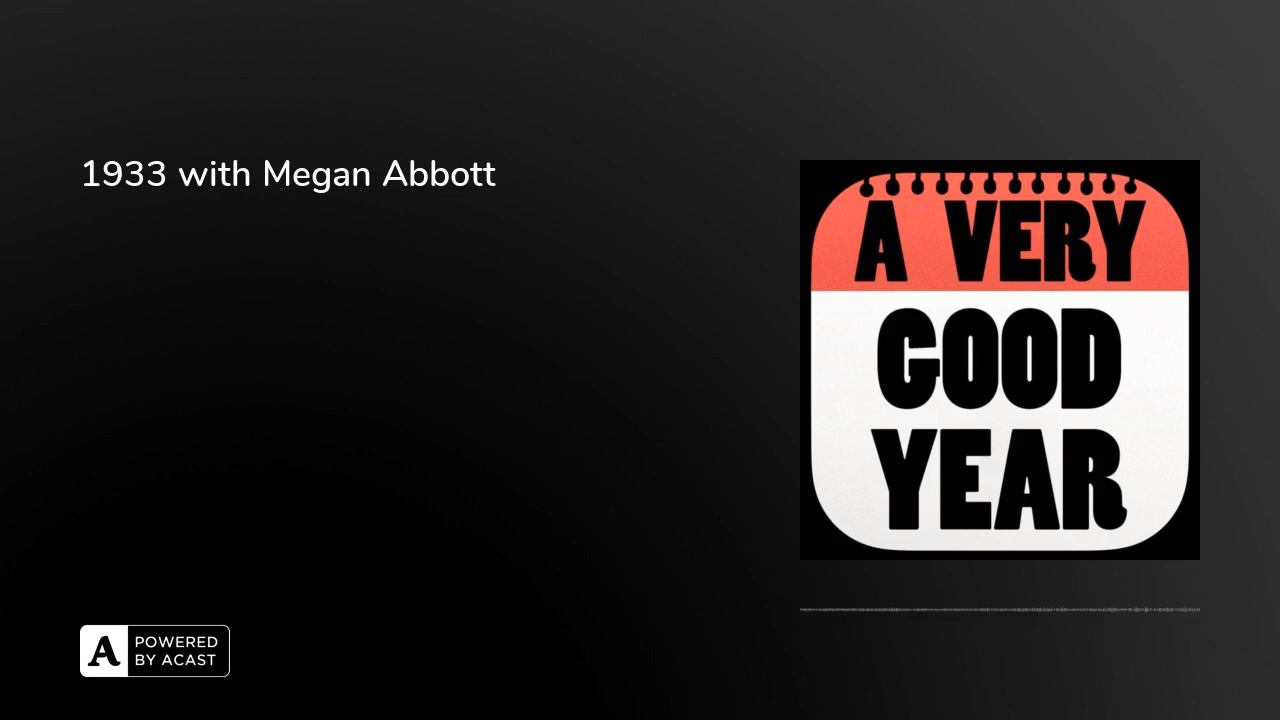 1933 with Megan Abbott
A VERY
GOOD
YEAR
A
POWERED
BY ACAST